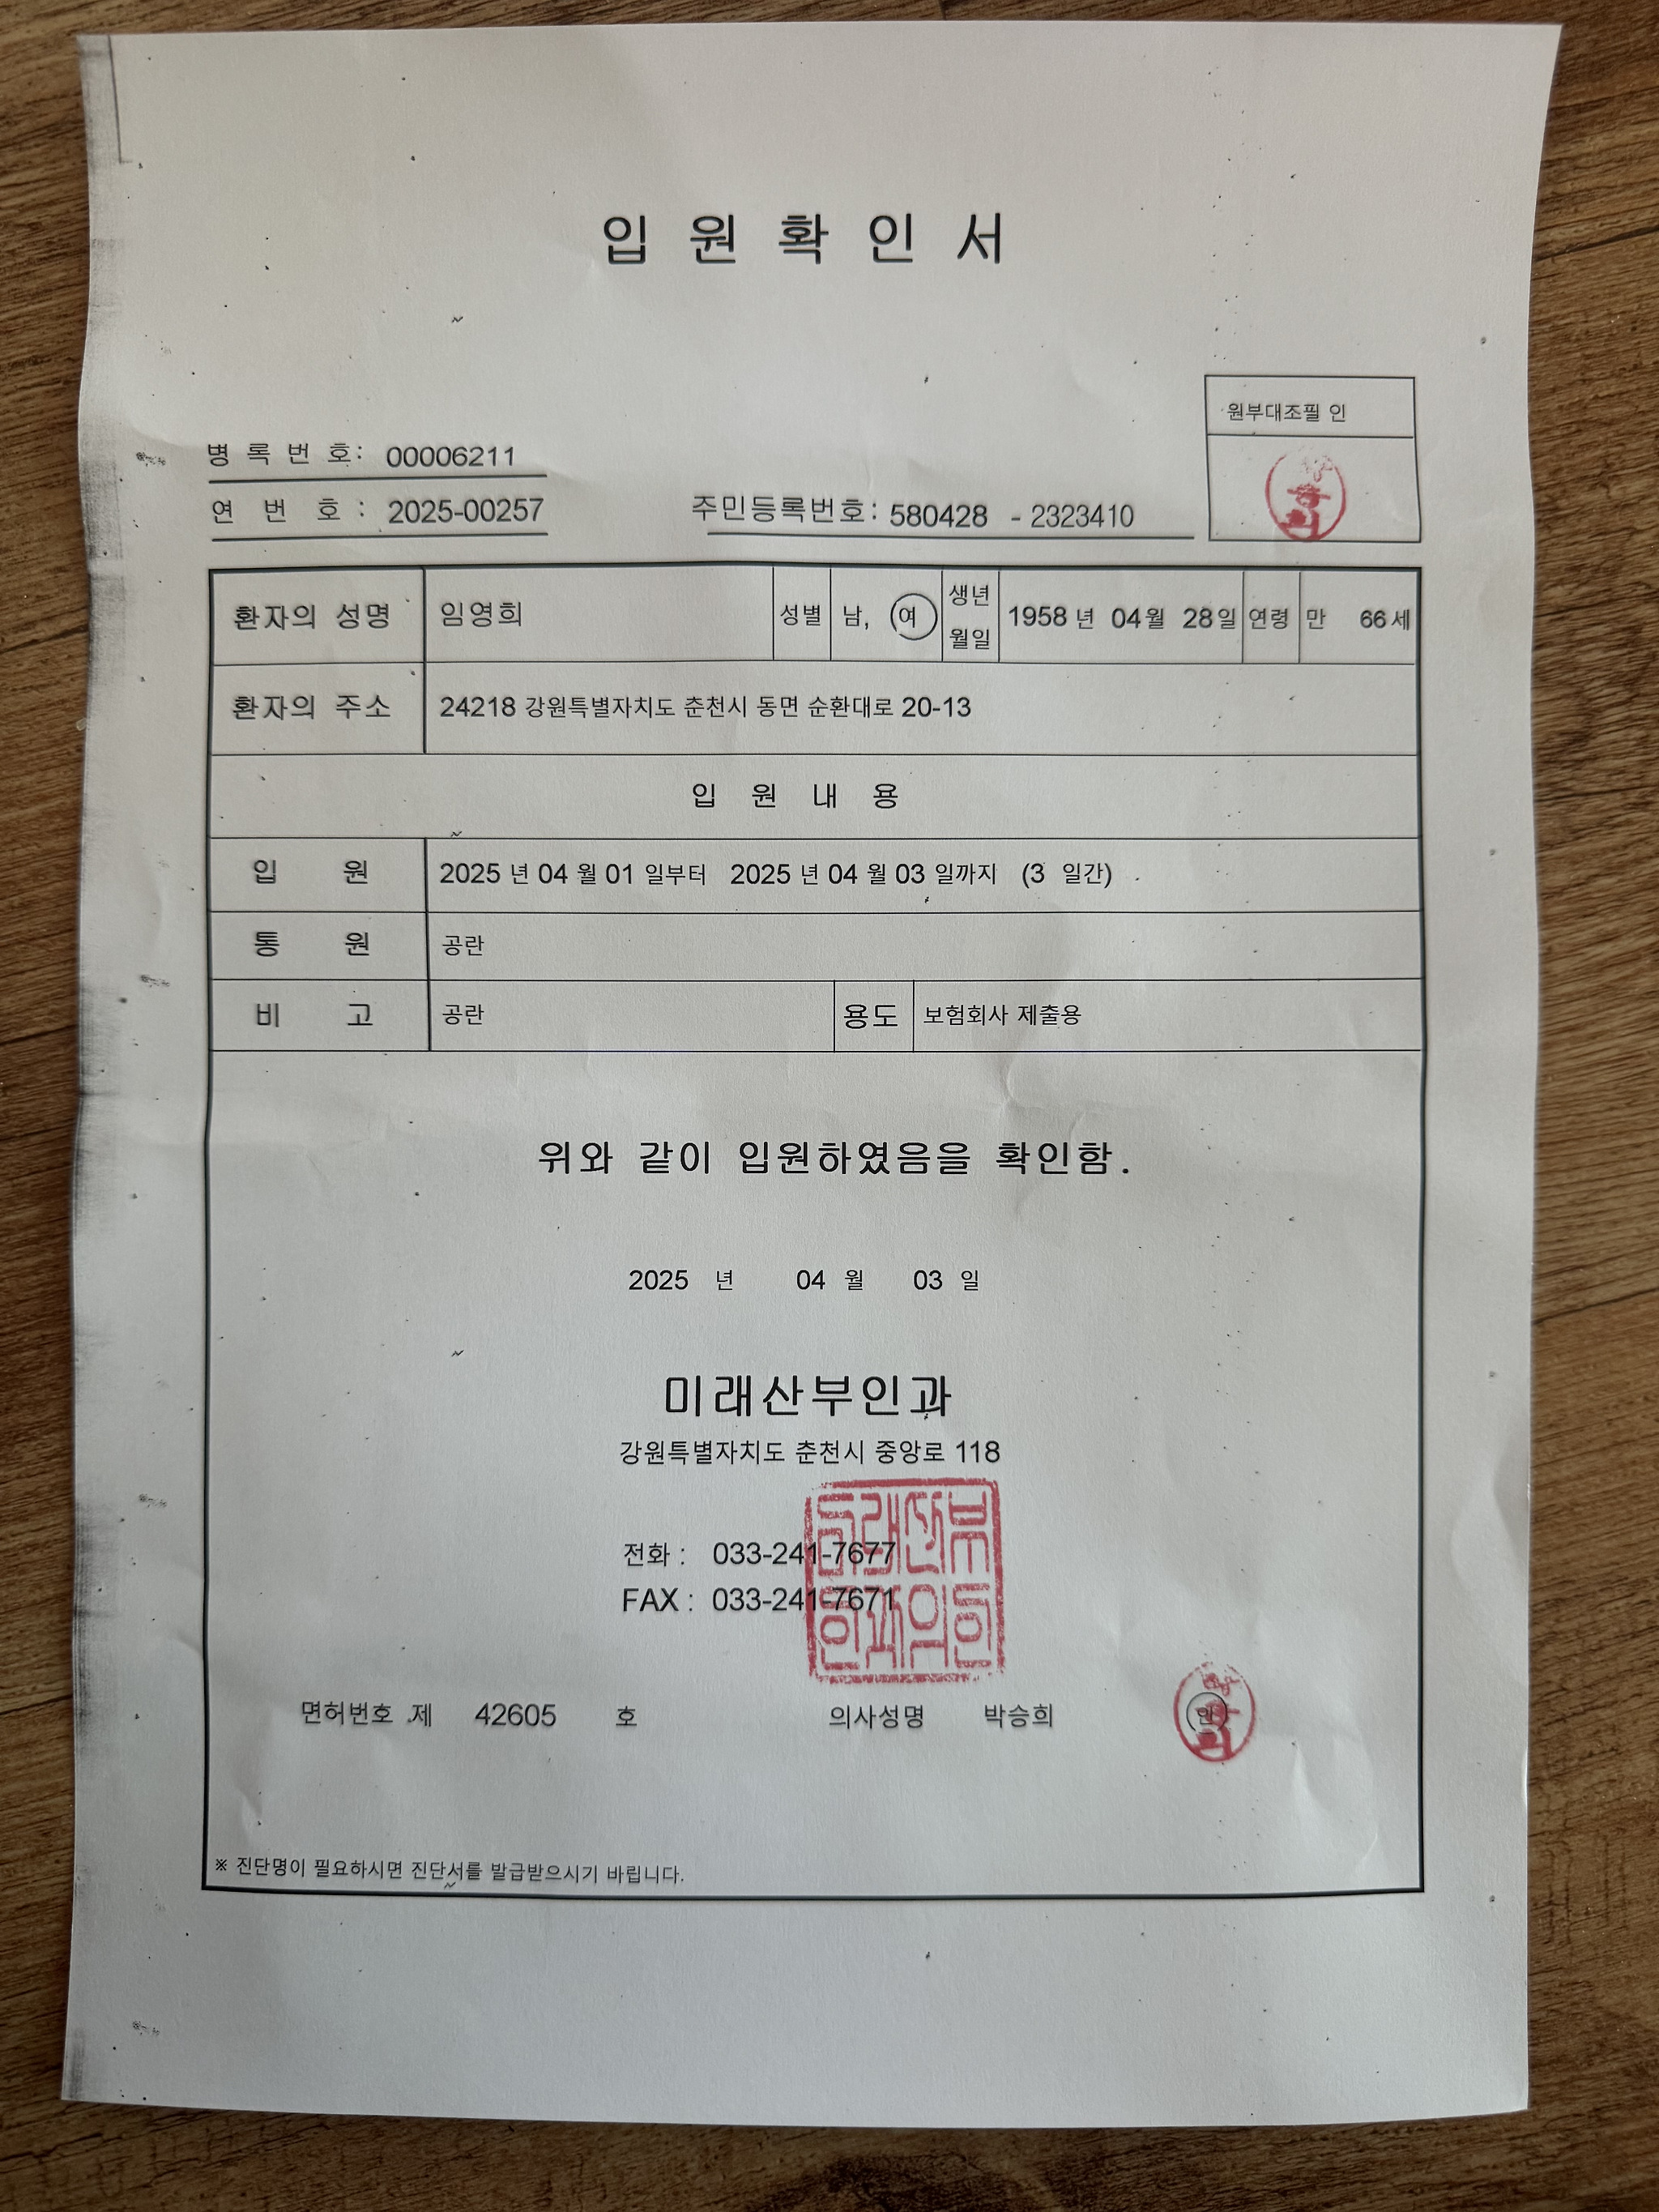 입 원 확 인 서
원부대조필 인
병 록 번 호: 00006211
연 번 호 : 2025-00257 주민등록번호: 580428 - 2323410
환자의 성명 임영희 성별 남, 여 생년월일 1958 년 04월 28일 연령 만 66세
환자의 주소 24218 강원특별자치도 춘천시 동면 순환대로 20-13
입 원 내 용
입 원 2025 년 04 월 01 일부터 2025 년 04 월 03 일까지 (3 일간)
통 원 공란
비 고 공란 용도 보험회사 제출용
위와 같이 입원하였음을 확인함.
2025 년 04 월 03 일
미래산부인과
강원특별자치도 춘천시 중앙로 118
전화 : 033-241-7677
FAX : 033-241-7671
면허번호 제 42605 호 의사성명 박승희 인
※ 진단명이 필요하시면 진단서를 발급받으시기 바립니다.